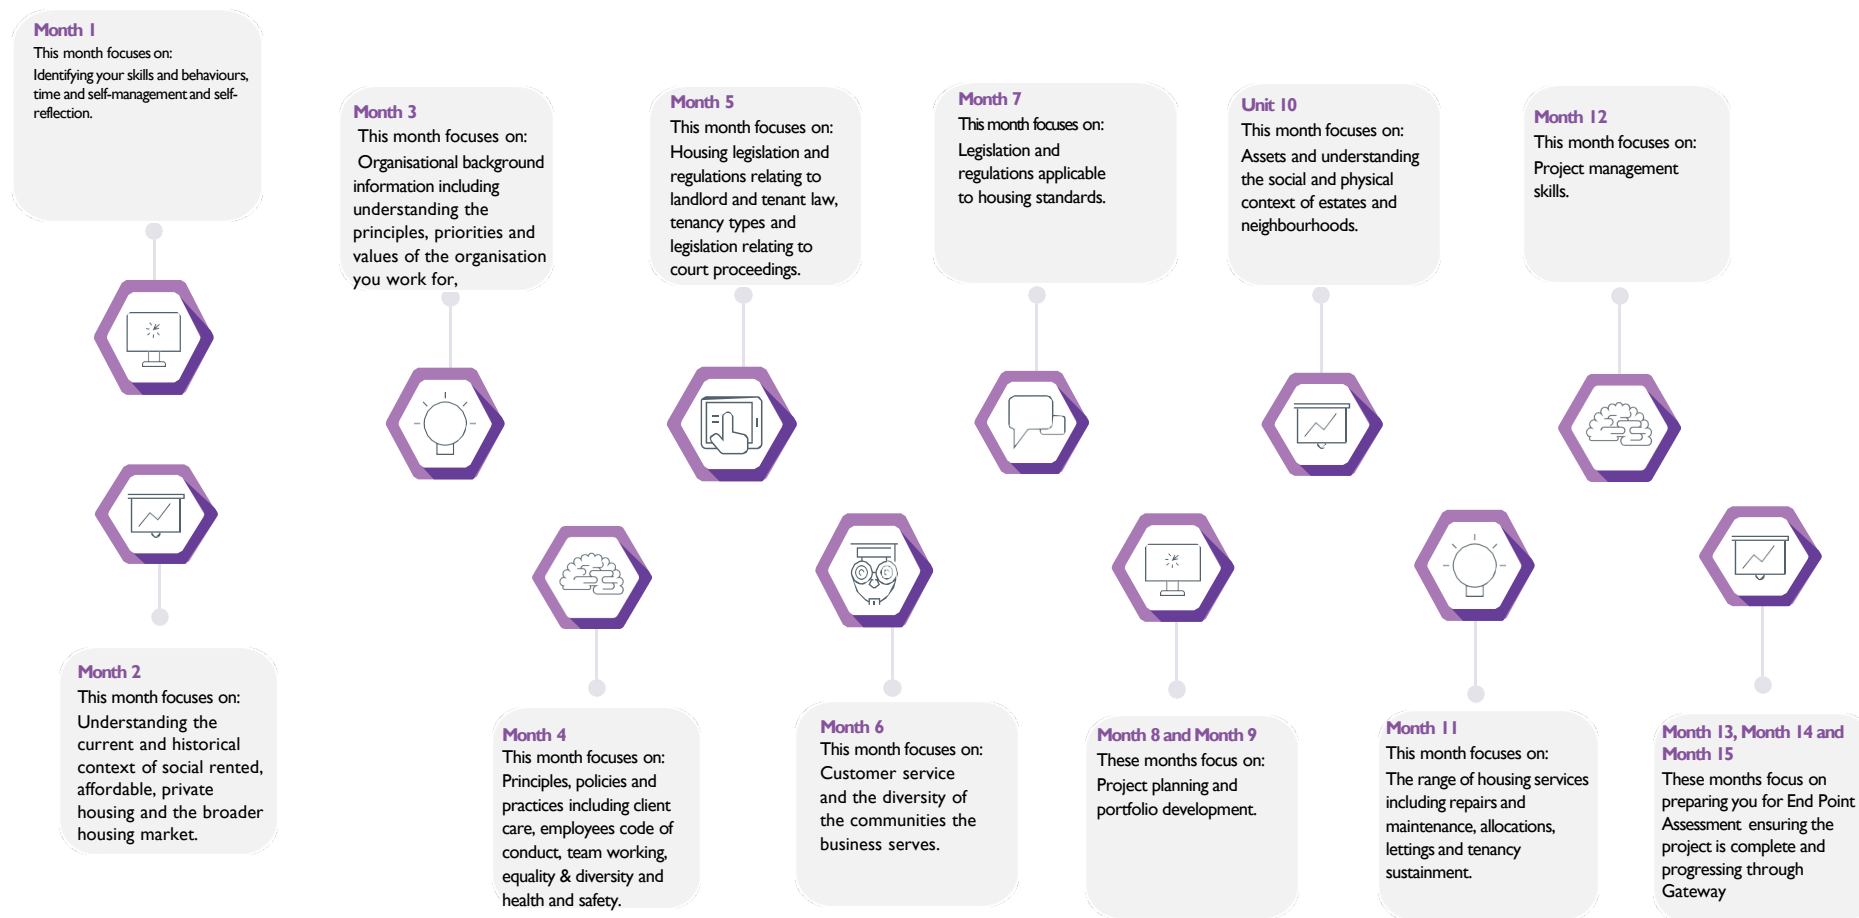 Month 1
This month focuses on:
Identifying your skills and behaviours,
time and self-management and self-
reflection.
Month 2
This month focuses on:
Understanding the
current and historical
context of social rented,
affordable, private
housing and the broader
housing market.
Month 3
This month focuses on:
Organisational background
information including
understanding the
principles, priorities and
values of the organisation
you work for,
Month 4
This month focuses on:
Principles, policies and
practices including client
care, employees code of
conduct, team working,
equality & diversity and
health and safety.
Month 5
This month focuses on:
Housing legislation and
regulations relating to
landlord and tenant law,
tenancy types and
legislation relating to
court proceedings.
Month 6
This month focuses on:
Customer service
and the diversity of
the communities the
business serves.
Month 7
This month focuses on:
Legislation and
regulations applicable
to housing standards.
Month 8 and Month 9
These months focus on:
Project planning and
portfolio development.
Unit 10
This month focuses on:
Assets and understanding
the social and physical
context of estates and
neighbourhoods.
Month 11
This month focuses on:
The range of housing services
including repairs and
maintenance, allocations,
lettings and tenancy
sustainment.
Month 12
This month focuses on:
Project management
skills.
Month 13, Month 14 and
Month 15
These months focus on
preparing you for End Point
Assessment ensuring the
project is complete and
progressing through
Gateway